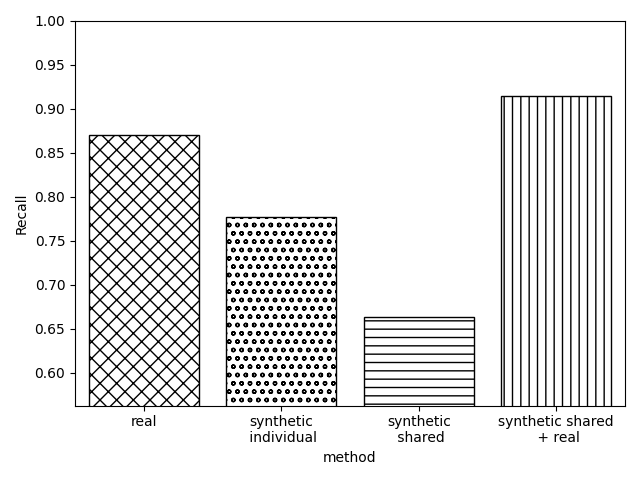 1.00
0.95
0.90
0.85
0.80
0.75
0.70
0.65
0.60
Recall
real
synthetic
individual
synthetic
shared
synthetic shared
+ real
method